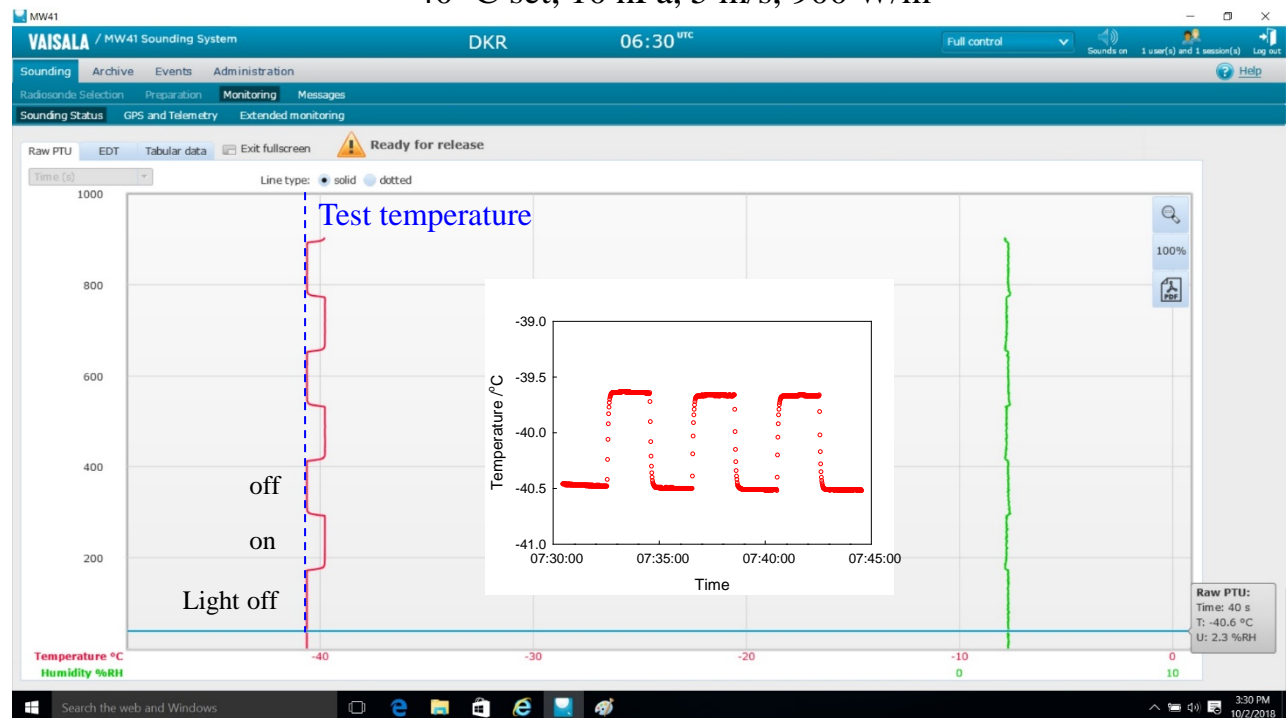 MW41
VAISALA / MW41 Sounding System DKR 06:30 UTC Full control Sounds on 1 user(s) and 1 session(s) Log out
Sounding Archive Events Administration Help
Radiosonde Selection Preparation Monitoring Messages
Sounding Status GPS and Telemetry Extended monitoring
Raw PTU EDT Tabular data Exit fullscreen Ready for release
Time (s) Line type: solid dotted
1000
Test temperature
100%
800
PDF
-39.0
600
-39.5
-40.0
400
-40.5
off
on
-41.0
200
07:30:00 07:35:00 07:40:00 07:45:00
Temperature /°C
Time
Light off
Raw PTU:
Time: 40 s
T: -40.6 ºC
U: 2.3 %RH
Temperature ºC -40 -30 -20 -10 0
Humidity %RH 0 10
Search the web and Windows
3:30 PM
10/2/2018